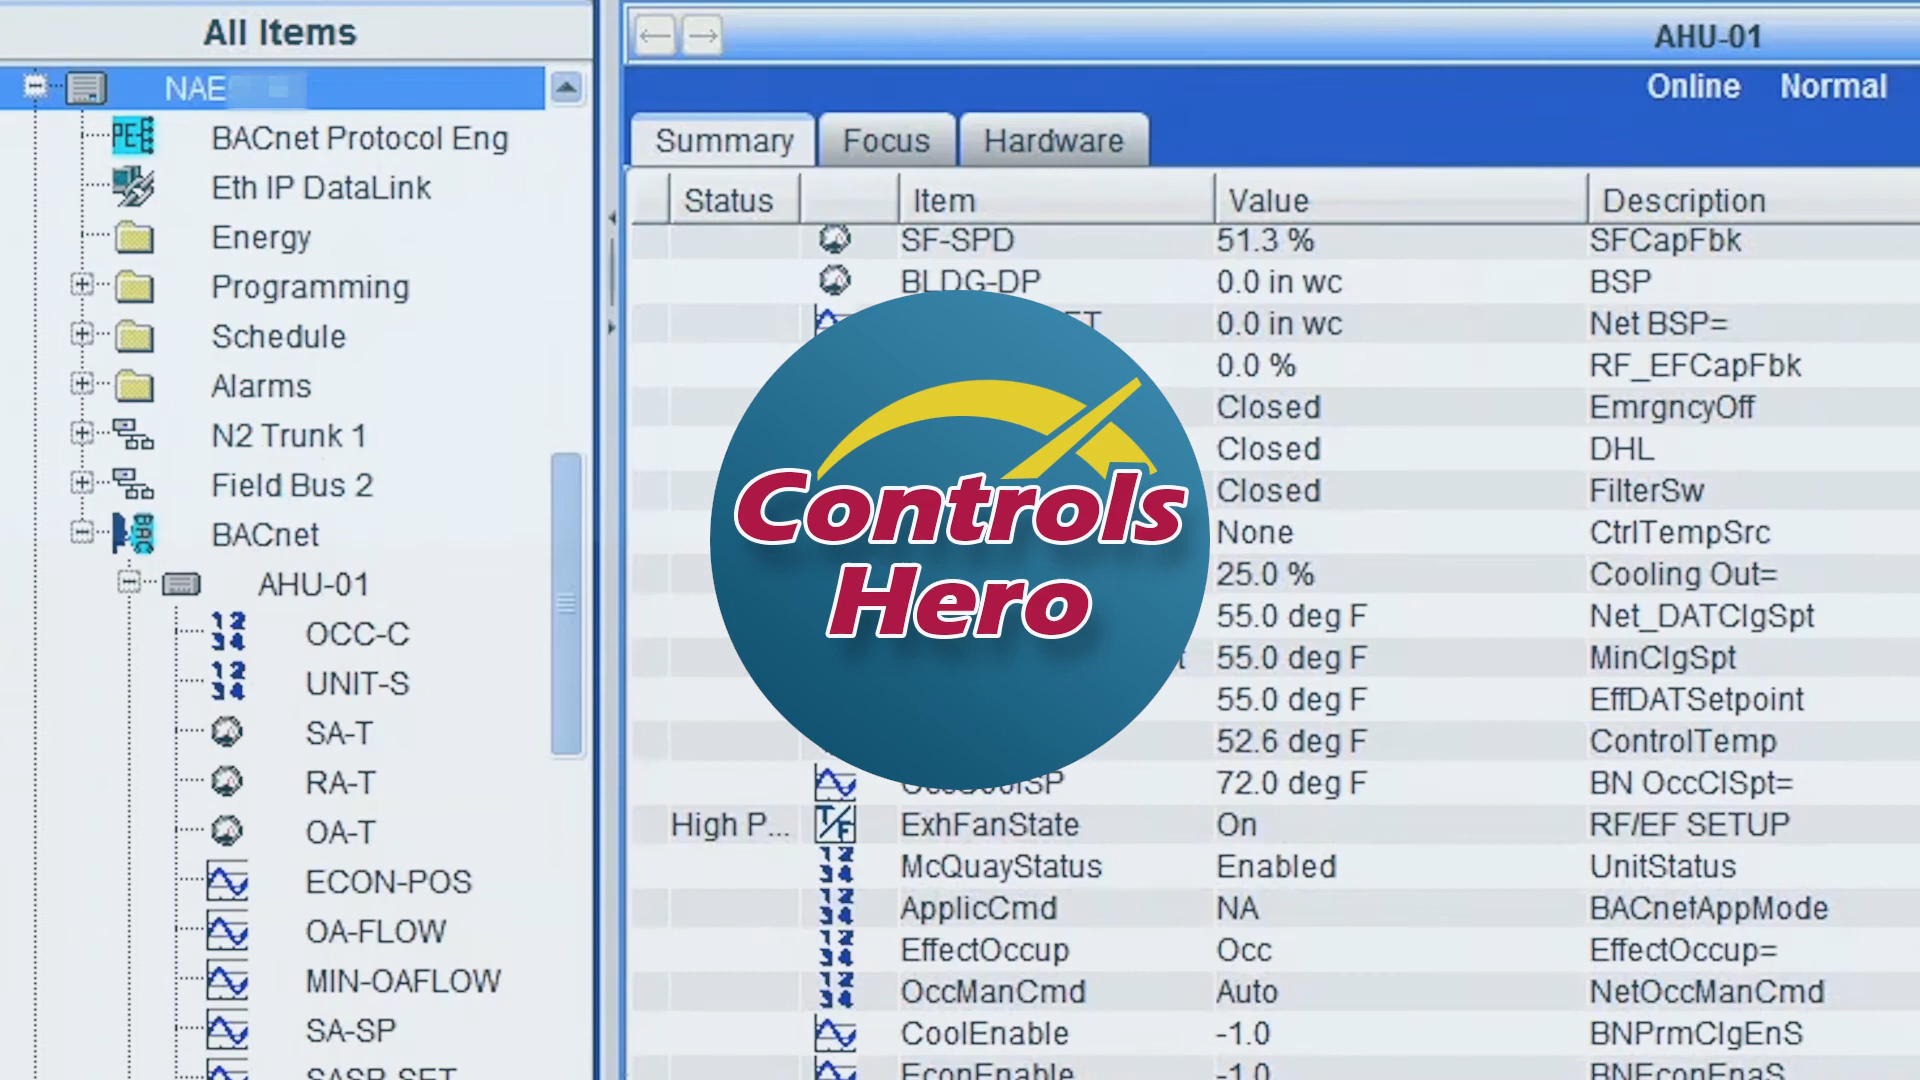 All Items
NAE
BACnet Protocol Eng
Eth IP DataLink
Energy
Programming
Schedule
Alarms
N2 Trunk 1
Field Bus 2
BACnet
AHU-01
OCC-C
UNIT-S
SA-T
RA-T
OA-T
ECON-POS
OA-FLOW
MIN-OAFLOW
SA-SP
AHU-01
Online Normal
Summary Focus Hardware
Status Item Value Description
SF-SPD 51.3 % SFCapFbk
BLDG-DP 0.0 in wc BSP
0.0 in wc Net BSP=
0.0 % RF_EFCapFbk
Closed EmrgncyOff
Closed DHL
Closed FilterSw
None CtrlTempSrc
25.0 % Cooling Out=
55.0 deg F Net_DATClgSpt
55.0 deg F MinClgSpt
55.0 deg F EffDATSetpoint
52.6 deg F ControlTemp
72.0 deg F BN OccClSpt=
High P... ExhFanState On RF/EF SETUP
McQuayStatus Enabled UnitStatus
ApplicCmd NA BACnetAppMode
EffectOccup Occ EffectOccup=
OccManCmd Auto NetOccManCmd
CoolEnable -1.0 BNPrmClgEnS
EconEnable -1.0 BNEconEnaS
Controls
Hero